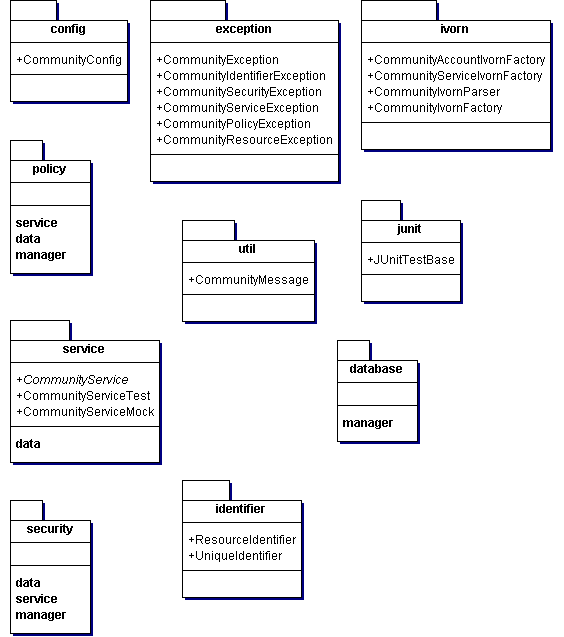 config
+CommunityConfig
exception
+CommunityException
+CommunityIdentifierException
+CommunitySecurityException
+CommunityServiceException
+CommunityPolicyException
+CommunityResourceException
ivorn
+CommunityAccountIvornFactory
+CommunityServiceIvornFactory
+CommunityIvornParser
+CommunityIvornFactory
policy
service
data
manager
util
+CommunityMessage
junit
+JUnitTestBase
service
+CommunityService
+CommunityServiceTest
+CommunityServiceMock
data
database
manager
security
data
service
manager
identifier
+ResourceIdentifier
+UniqueIdentifier